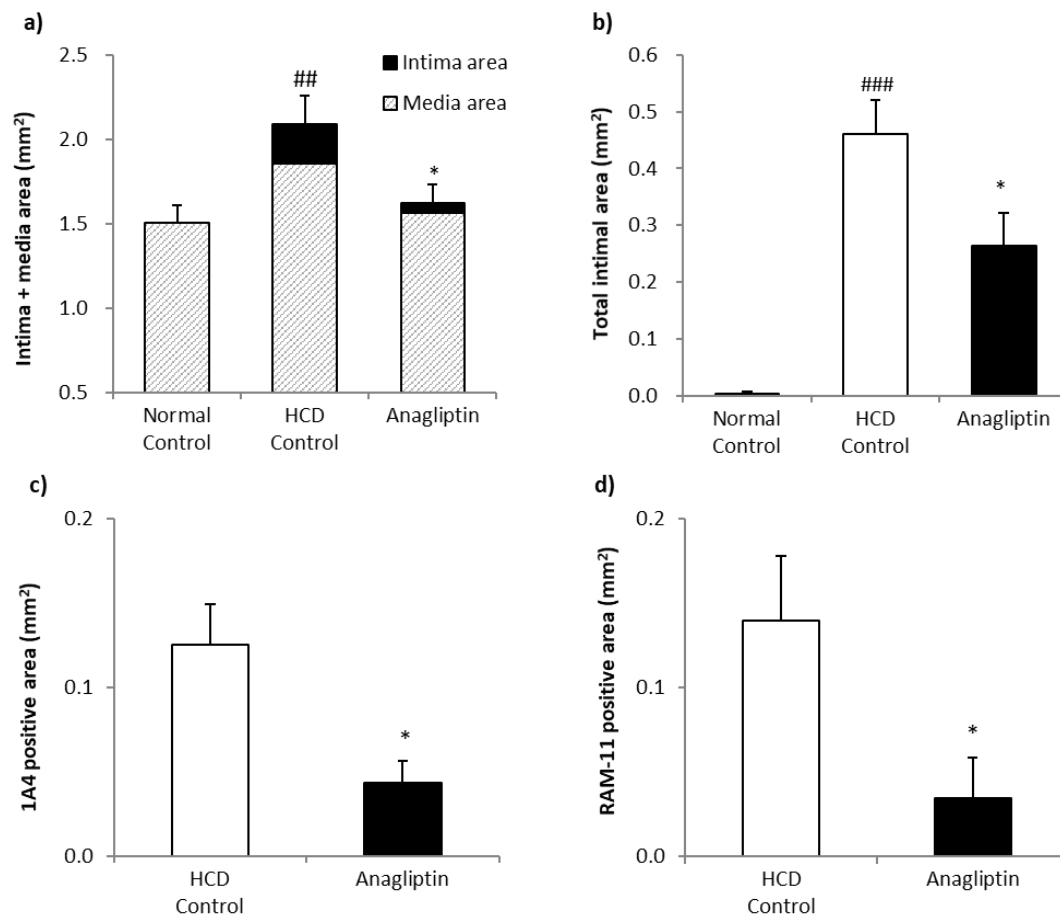 a)
Intima + media area (mm²)
2.5
2.0
1.5
1.0
0.5
##
*
Intima area
Media area
Normal
Control
HCD
Control
Anagliptin
b)
Total intimal area (mm²)
0.6
0.5
0.4
0.3
0.2
0.1
0.0
###
*
Normal
Control
HCD
Control
Anagliptin
c)
1A4 positive area (mm²)
0.2
0.1
0.0
*
HCD
Control
Anagliptin
d)
RAM-11 positive area (mm²)
0.2
0.1
0.0
*
HCD
Control
Anagliptin